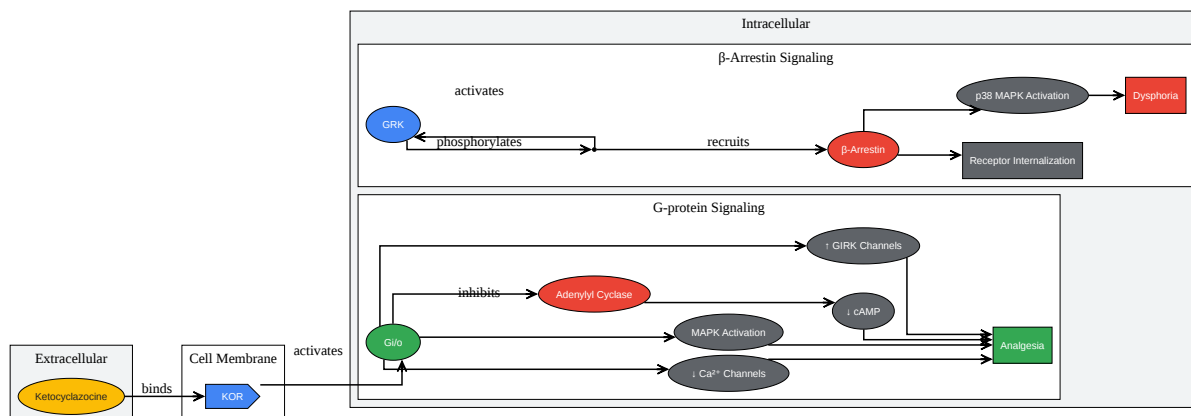 Intracellular
β-Arrestin Signaling
activates
p38 MAPK Activation
Dysphoria
GRK
phosphorylates
recruits
β-Arrestin
Receptor Internalization
G-protein Signaling
↑ GIRK Channels
inhibits
Adenylyl Cyclase
↓ cAMP
Gi/o
MAPK Activation
Analgesia
↓ Ca²⁺ Channels
Extracellular
Cell Membrane
activates
Ketocyclazocine
binds
KOR